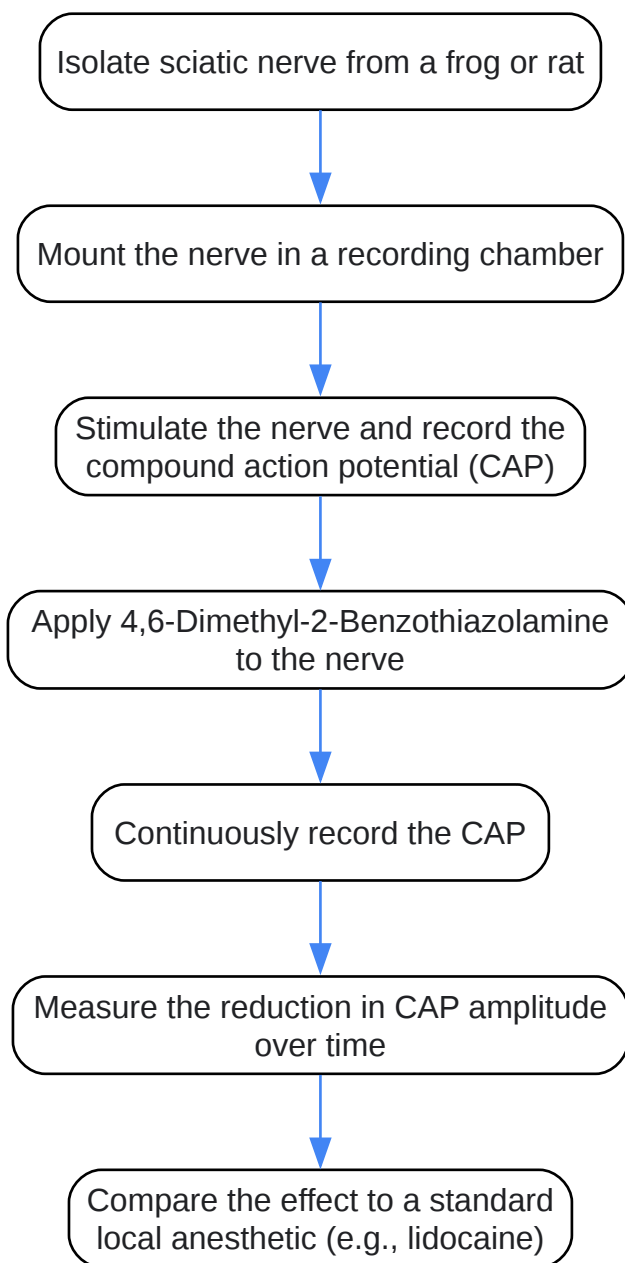 Isolate sciatic nerve from a frog or rat
Mount the nerve in a recording chamber
Stimulate the nerve and record the
compound action potential (CAP)
Apply 4,6-Dimethyl-2-Benzothiazolamine
to the nerve
Continuously record the CAP
Measure the reduction in CAP amplitude
over time
Compare the effect to a standard
local anesthetic (e.g., lidocaine)